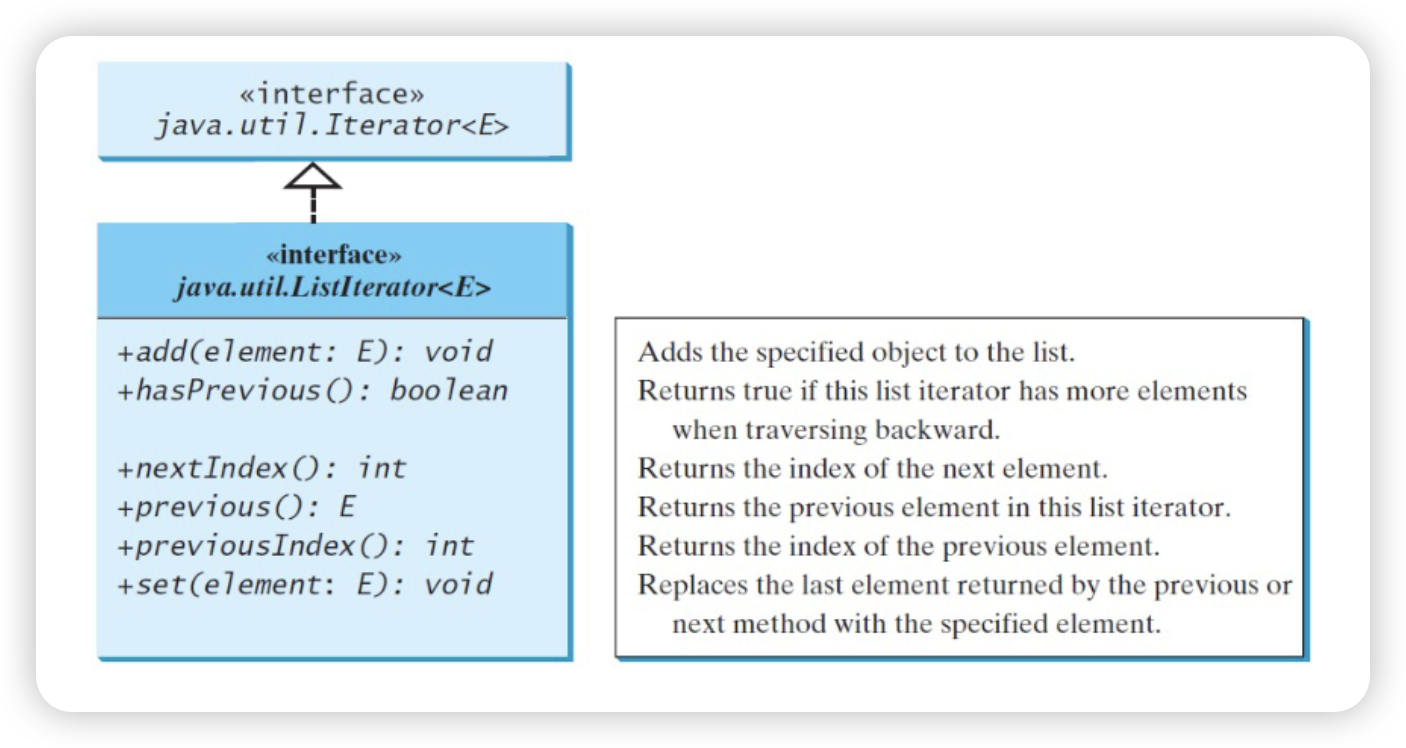 «interface»
java.util.Iterator<E>
«interface»
java.util.ListIterator<E>
+add(element: E): void
+hasPrevious(): boolean
+nextIndex(): int
+previous(): E
+previousIndex(): int
+set(element: E): void
Adds the specified object to the list.
Returns true if this list iterator has more elements
when traversing backward.
Returns the index of the next element.
Returns the previous element in this list iterator.
Returns the index of the previous element.
Replaces the last element returned by the previous or
next method with the specified element.